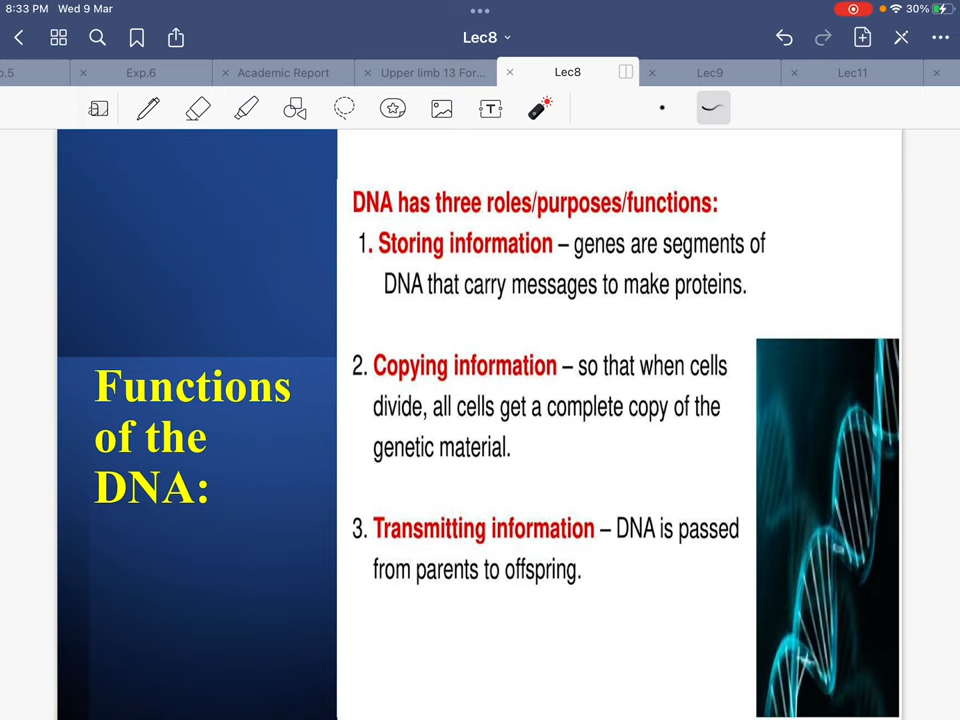 8:33 PM Wed 9 Mar
30%
Lec8
p.5
Exp.6
Academic Report
Upper limb 13 For...
Lec8
Lec9
Lec11
DNA has three roles/purposes/functions:
1. Storing information – genes are segments of
DNA that carry messages to make proteins.
2. Copying information – so that when cells
divide, all cells get a complete copy of the
genetic material.
3. Transmitting information – DNA is passed
from parents to offspring.
Functions
of the
DNA: